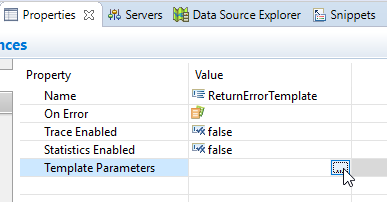 Properties Servers Data Source Explorer Snippets
nces
Property Value
Name ReturnErrorTemplate
On Error
Trace Enabled false
Statistics Enabled false
Template Parameters ...